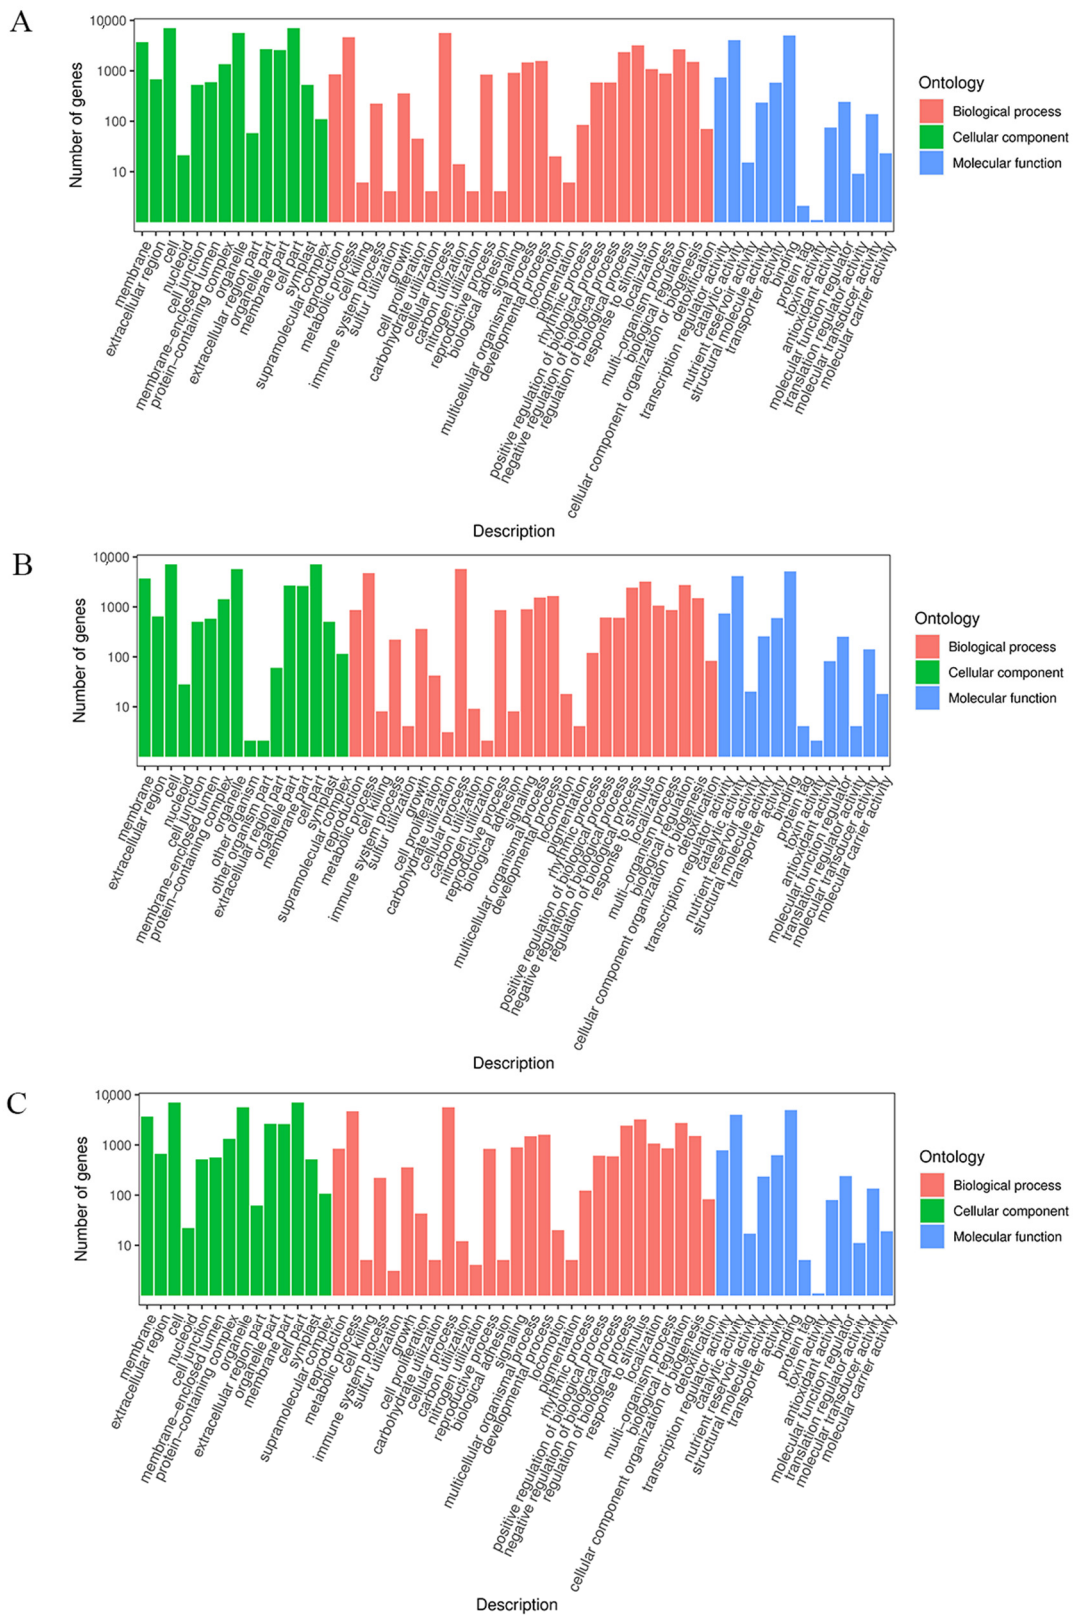 A
10,000
1000
100
10
Number of genes
membrane
extracellular region
cell
nucleoid
cell junction
membrane−enclosed lumen
protein−containing complex
organelle
extracellular region part
organelle part
membrane part
cell part
symplast
supramolecular complex
reproduction
metabolic process
cell killing
immune system process
sulfur utilization
growth
cell proliferation
carbohydrate utilization
cellular process
carbon utilization
nitrogen utilization
reproductive process
biological adhesion
signaling
multicellular organismal process
developmental process
locomotion
pigmentation
rhythmic process
positive regulation of biological process
negative regulation of biological process
regulation of biological process
response to stimulus
localization
multi−organism process
biological regulation
cellular component organization or biogenesis
detoxification
transcription regulator activity
catalytic activity
nutrient reservoir activity
structural molecule activity
transporter activity
binding
protein tag
toxin activity
antioxidant activity
molecular function regulator
translation regulator activity
molecular transducer activity
molecular carrier activity
Description
Ontology
Biological process
Cellular component
Molecular function
B
10,000
1000
100
10
Number of genes
membrane
extracellular region
cell
nucleoid
cell junction
membrane−enclosed lumen
protein−containing complex
organelle
other organism
other organism part
extracellular region part
organelle part
membrane part
cell part
symplast
supramolecular complex
reproduction
metabolic process
cell killing
immune system process
sulfur utilization
growth
cell proliferation
carbohydrate utilization
cellular process
carbon utilization
nitrogen utilization
reproductive process
biological adhesion
signaling
multicellular organismal process
developmental process
locomotion
pigmentation
rhythmic process
positive regulation of biological process
negative regulation of biological process
regulation of biological process
response to stimulus
localization
multi−organism process
biological regulation
cellular component organization or biogenesis
detoxification
transcription regulator activity
catalytic activity
nutrient reservoir activity
structural molecule activity
transporter activity
binding
protein tag
toxin activity
antioxidant activity
molecular function regulator
translation regulator activity
molecular transducer activity
molecular carrier activity
Description
Ontology
Biological process
Cellular component
Molecular function
C
10,000
1000
100
10
Number of genes
membrane
extracellular region
cell
nucleoid
cell junction
membrane−enclosed lumen
protein−containing complex
organelle
extracellular region part
organelle part
membrane part
cell part
symplast
supramolecular complex
reproduction
metabolic process
cell killing
immune system process
sulfur utilization
growth
cell proliferation
carbohydrate utilization
cellular process
carbon utilization
nitrogen utilization
reproductive process
biological adhesion
signaling
multicellular organismal process
developmental process
locomotion
pigmentation
rhythmic process
positive regulation of biological process
negative regulation of biological process
regulation of biological process
response to stimulus
localization
multi−organism process
biological regulation
cellular component organization or biogenesis
detoxification
transcription regulator activity
catalytic activity
nutrient reservoir activity
structural molecule activity
transporter activity
binding
protein tag
toxin activity
antioxidant activity
molecular function regulator
translation regulator activity
molecular transducer activity
molecular carrier activity
Description
Ontology
Biological process
Cellular component
Molecular function